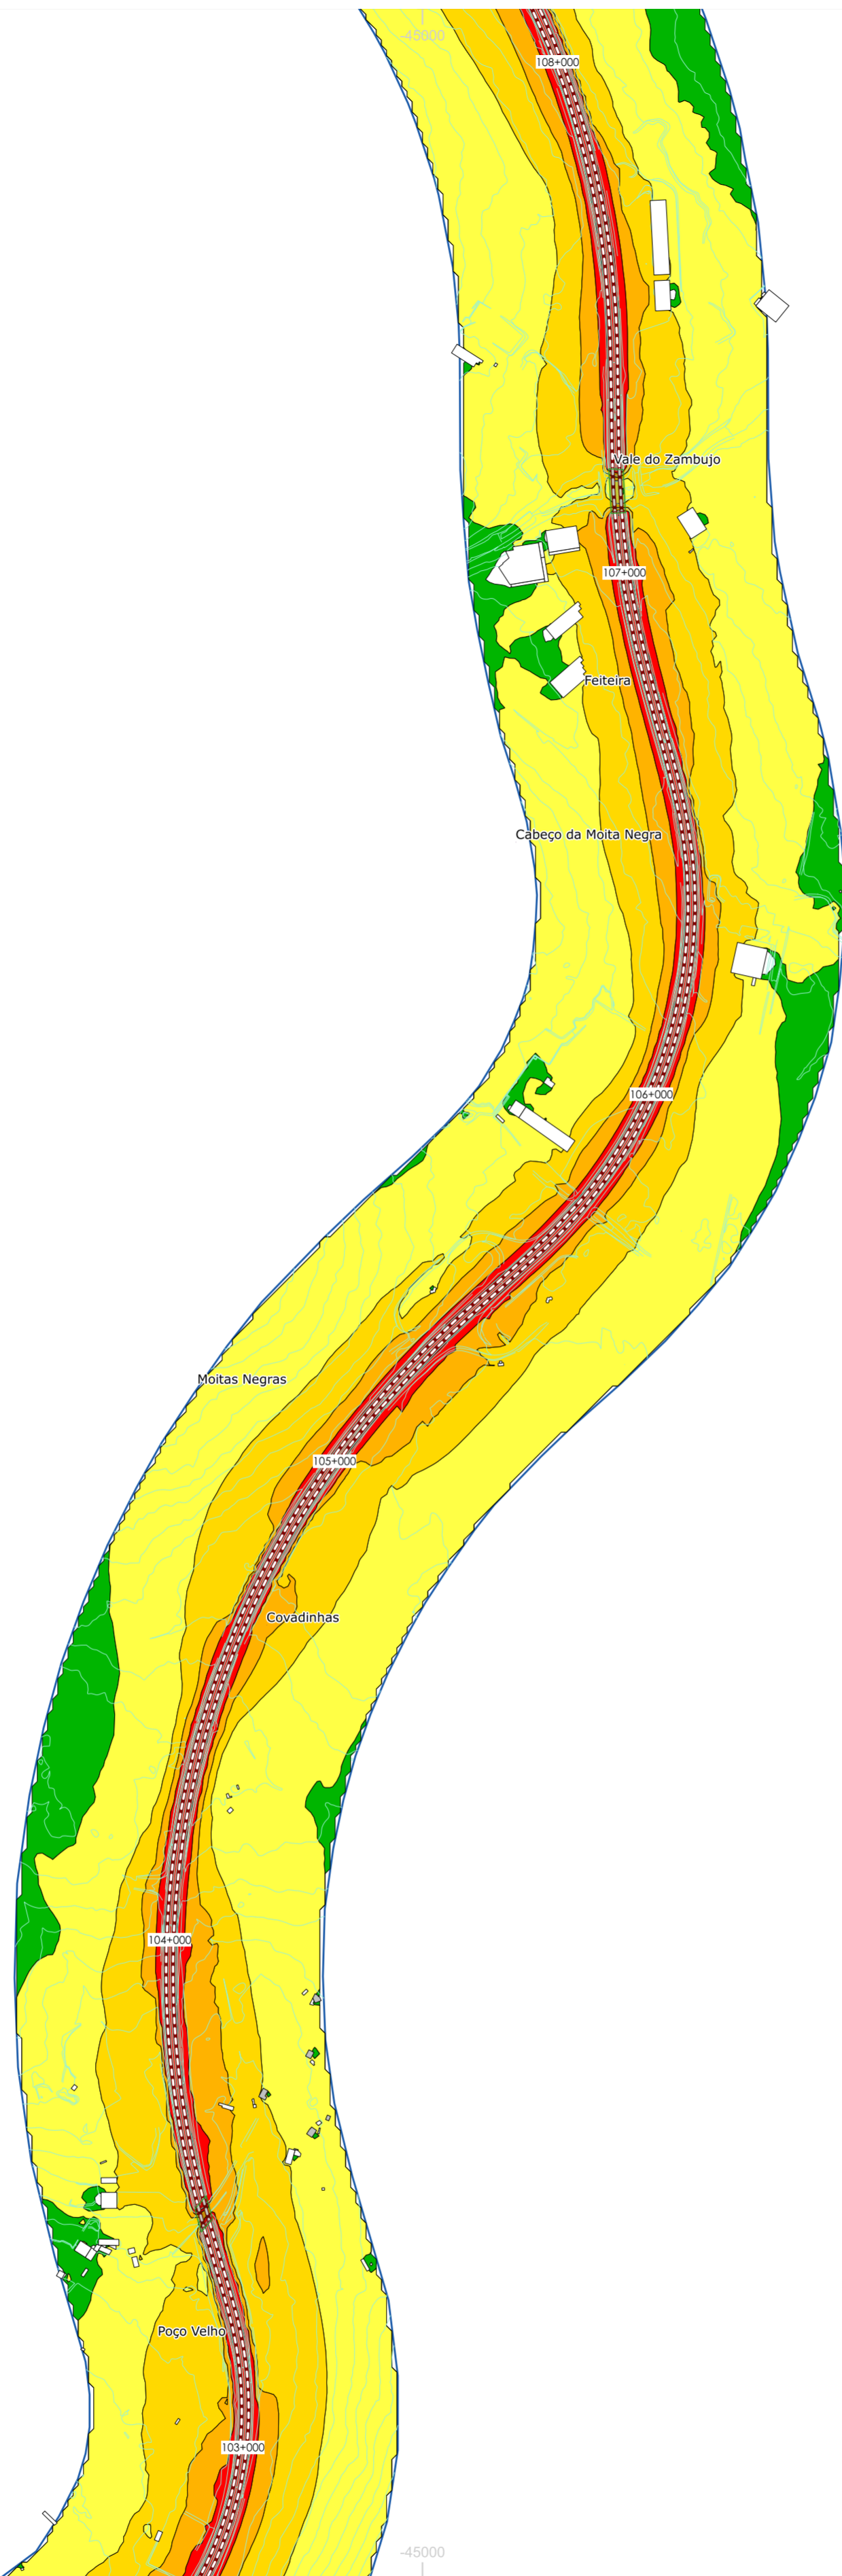 -45000
108+000
Vale do Zambujo
107+000
Feiteira
Cabeço da Moita Negra
106+000
Moitas Negras
105+000
Covadinhas
104+000
Poço Velho
103+000
-45000